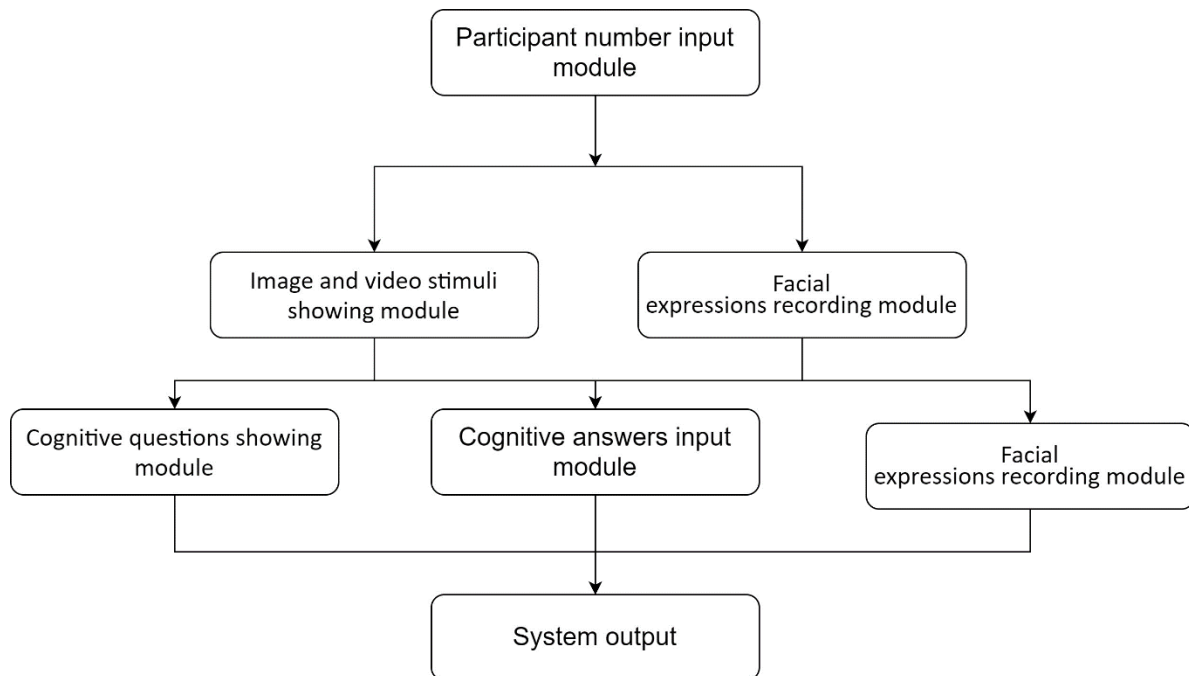 Participant number input
module
Image and video stimuli
showing module
Facial
expressions recording module
Cognitive questions showing
module
Cognitive answers input
module
Facial
expressions recording module
System output